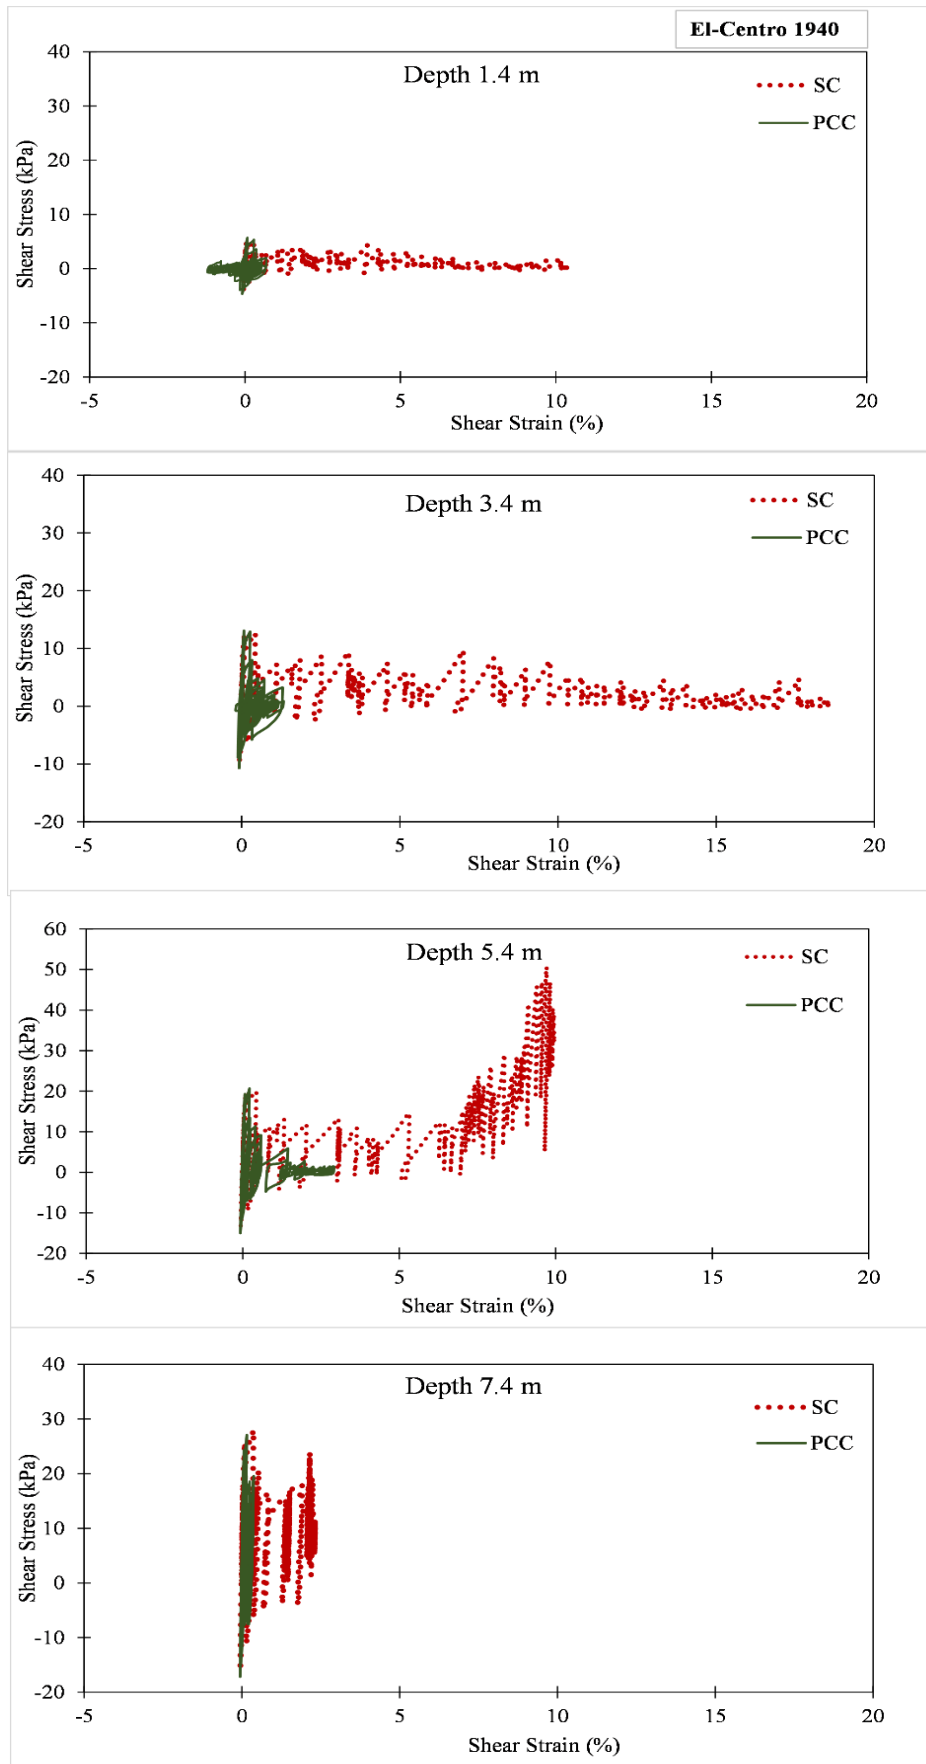 El-Centro 1940
Depth 1.4 m
SC
PCC
Shear Stress (kPa)
40
30
20
10
0
-10
-20
-5
0
5
10
15
20
Shear Strain (%)
Depth 3.4 m
SC
PCC
Shear Stress (kPa)
40
30
20
10
0
-10
-20
-5
0
5
10
15
20
Shear Strain (%)
Depth 5.4 m
SC
PCC
Shear Stress (kPa)
60
50
40
30
20
10
0
-10
-20
-5
0
5
10
15
20
Shear Strain (%)
Depth 7.4 m
SC
PCC
Shear Stress (kPa)
40
30
20
10
0
-10
-20
-5
0
5
10
15
20
Shear Strain (%)